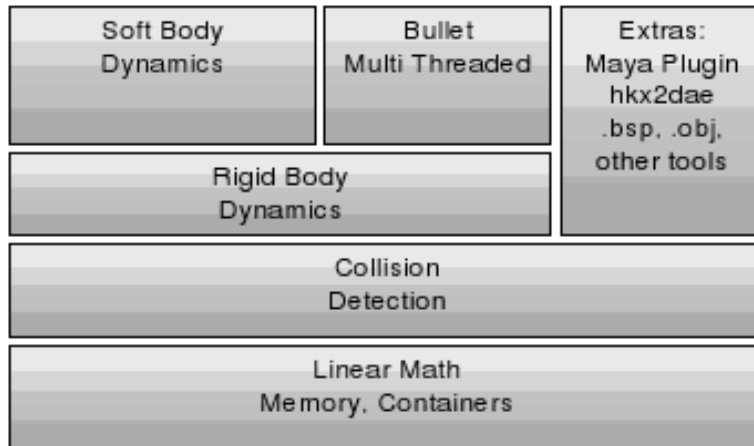 Soft Body
Dynamics
Bullet
Multi Threaded
Extras:
Maya Plugin
hkx2dae
.bsp, .obj,
other tools
Rigid Body
Dynamics
Collision
Detection
Linear Math
Memory, Containers